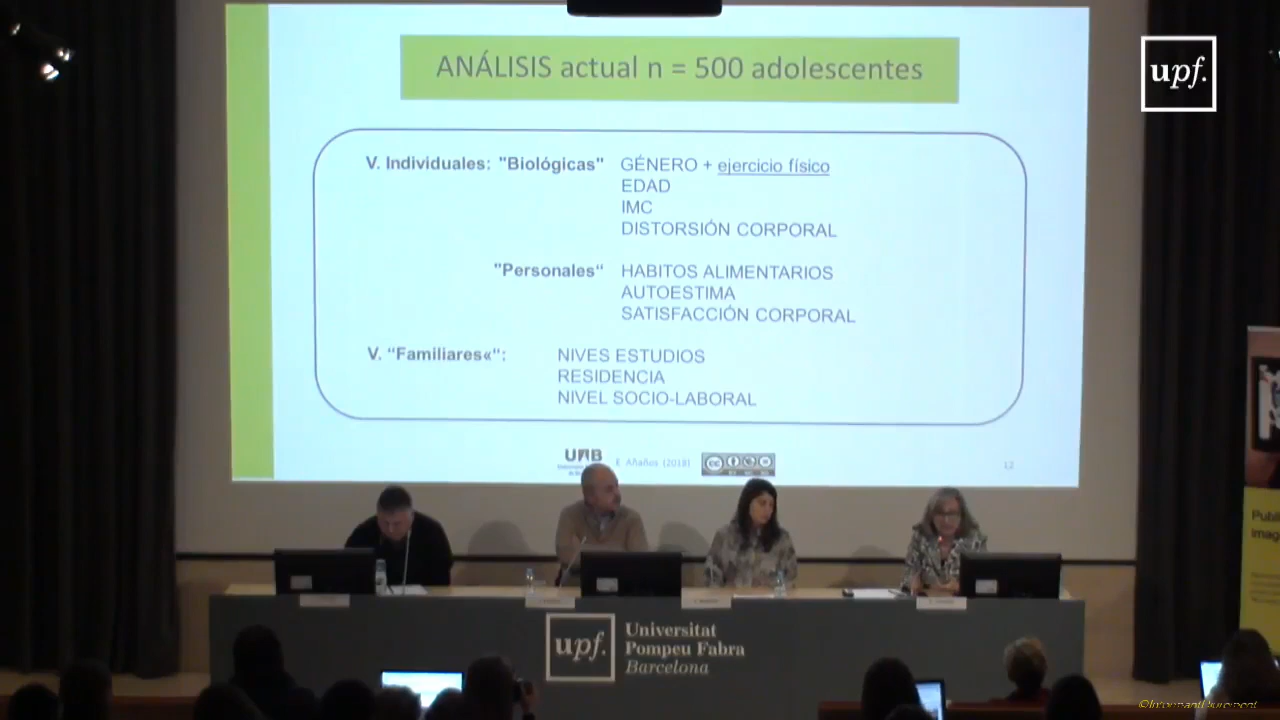 ANÁLISIS actual n = 500 adolescentes
V. Individuales: "Biológicas" GÉNERO + ejercicio físico
EDAD
IMC
DISTORSIÓN CORPORAL
"Personales“ HABITOS ALIMENTARIOS
AUTOESTIMA
SATISFACCIÓN CORPORAL
V. “Familiares«“: NIVES ESTUDIOS
RESIDENCIA
NIVEL SOCIO-LABORAL
UAB
E. Añaños (2018)
12
upf.
upf.
Universitat
Pompeu Fabra
Barcelona